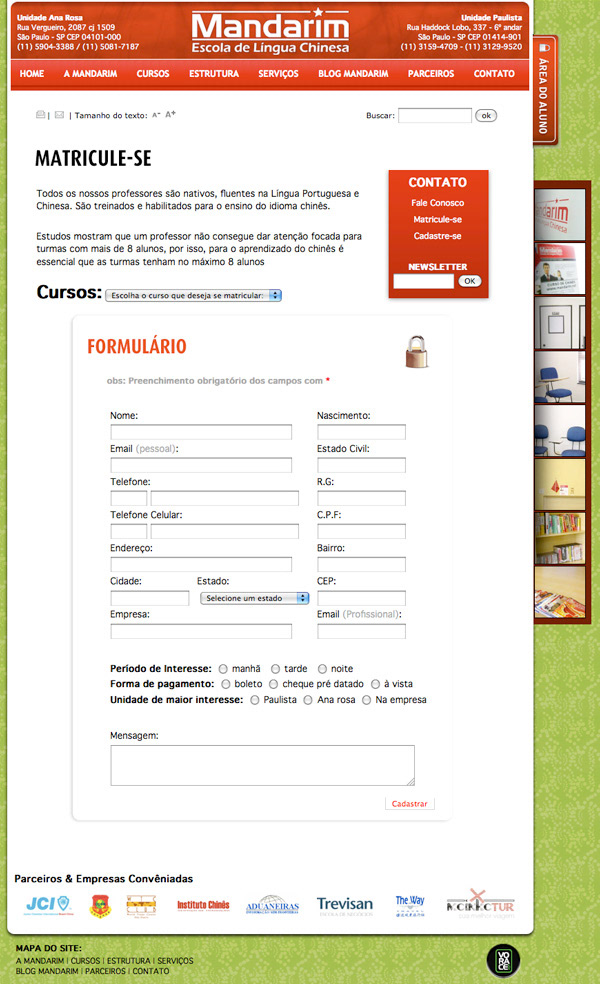 Unidade Ana Rosa
Rua Vergueiro, 2087 cj 1509
São Paulo - SP CEP 04101-000
(11) 5904-3388 / (11) 5081-7187
Mandarim
Escola de Língua Chinesa
Unidade Paulista
Rua Haddock Lobo, 337 - 6º andar
São Paulo - SP CEP 01414-901
(11) 3159-4709 - (11) 3129-9520
HOME A MANDARIM CURSOS ESTRUTURA SERVIÇOS BLOG MANDARIM PARCEIROS CONTATO
ÁREA DO ALUNO
| | Tamanho do texto: A- A+
Buscar: ok
MATRICULE-SE
Todos os nossos professores são nativos, fluentes na Língua Portuguesa e
Chinesa. São treinados e habilitados para o ensino do idioma chinês.
Estudos mostram que um professor não consegue dar atenção focada para
turmas com mais de 8 alunos, por isso, para o aprendizado do chinês é
essencial que as turmas tenham no máximo 8 alunos
CONTATO
Fale Conosco
Matricule-se
Cadastre-se
NEWSLETTER
OK
Cursos: Escolha o curso que deseja se matricular:
FORMULÁRIO
obs: Preenchimento obrigatório dos campos com *
Nome: Nascimento:
Email (pessoal): Estado Civil:
Telefone: R.G:
Telefone Celular: C.P.F:
Endereço: Bairro:
Cidade: Estado: CEP:
Selecione um estado
Empresa: Email (Profissional):
Período de Interesse: manhã tarde noite
Forma de pagamento: boleto cheque pré datado à vista
Unidade de maior interesse: Paulista Ana rosa Na empresa
Mensagem:
Cadastrar
Parceiros & Empresas Convêniadas
JCI
Instituto Chinês
ADUANEIRAS
Trevisan
ESCOLA DE NEGÓCIOS
The Way
MAPA DO SITE:
A MANDARIM | CURSOS | ESTRUTURA | SERVIÇOS
BLOG MANDARIM | PARCEIROS | CONTATO
VO
RA
CE